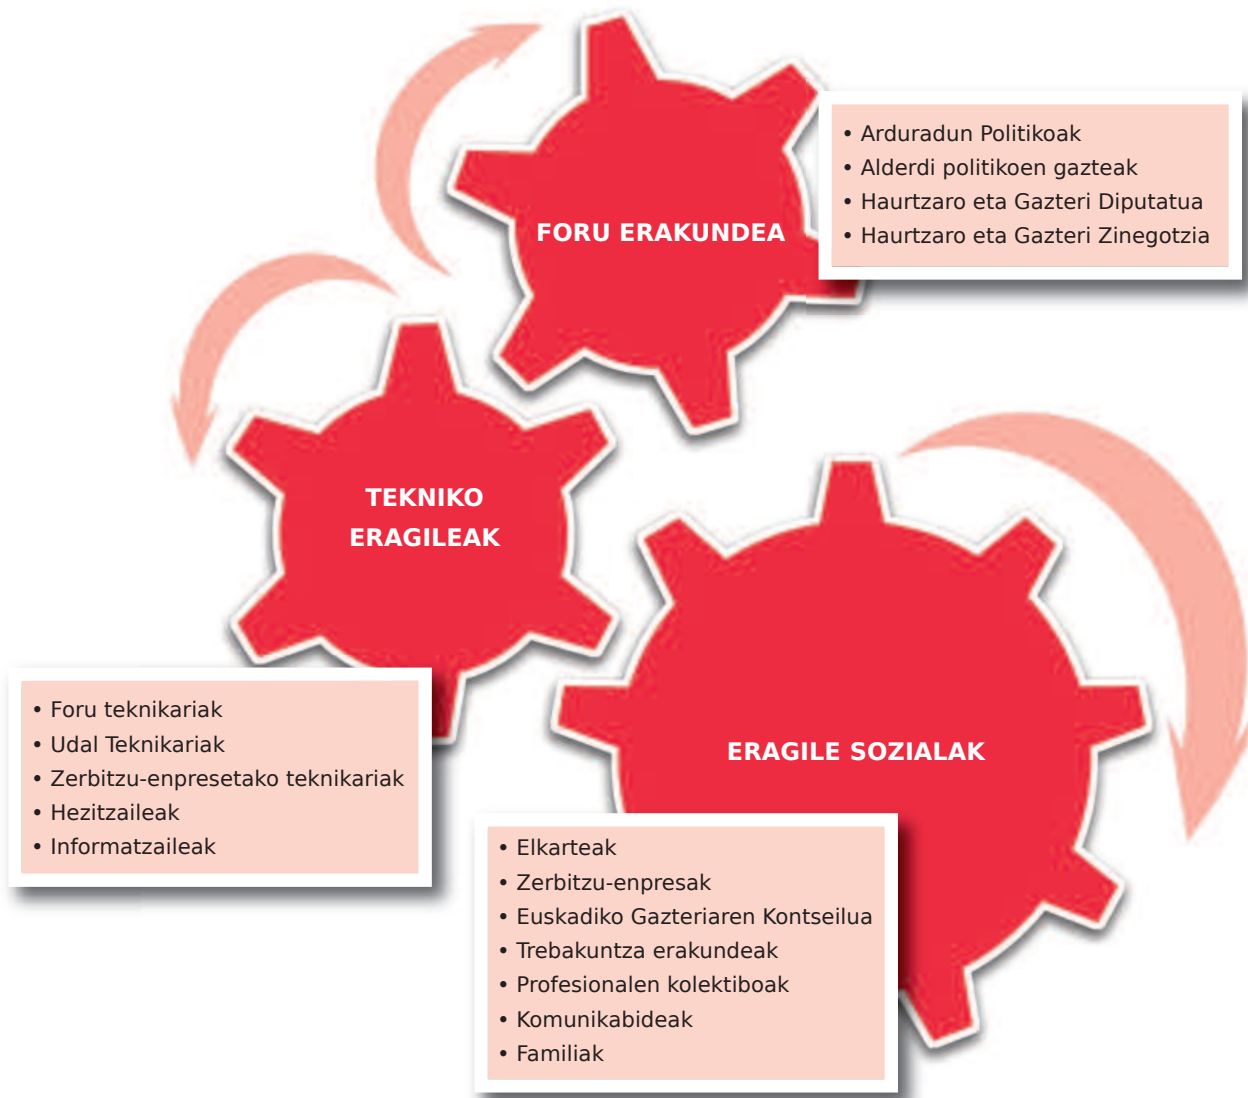 FORU ERAKUNDEA
• Arduradun Politikoak
• Alderdi politikoen gazteak
• Haurtzaro eta Gazteri Diputatua
• Haurtzaro eta Gazteri Zinegotzia
TEKNIKO
ERAGILEAK
• Foru teknikariak
• Udal Teknikariak
• Zerbitzu-enpresetako teknikariak
• Hezitzaileak
• Informatzaileak
ERAGILE SOZIALAK
• Elkarteak
• Zerbitzu-enpresak
• Euskadiko Gazteriaren Kontseilua
• Trebakuntza erakundeak
• Profesionalen kolektiboak
• Komunikabideak
• Familiak